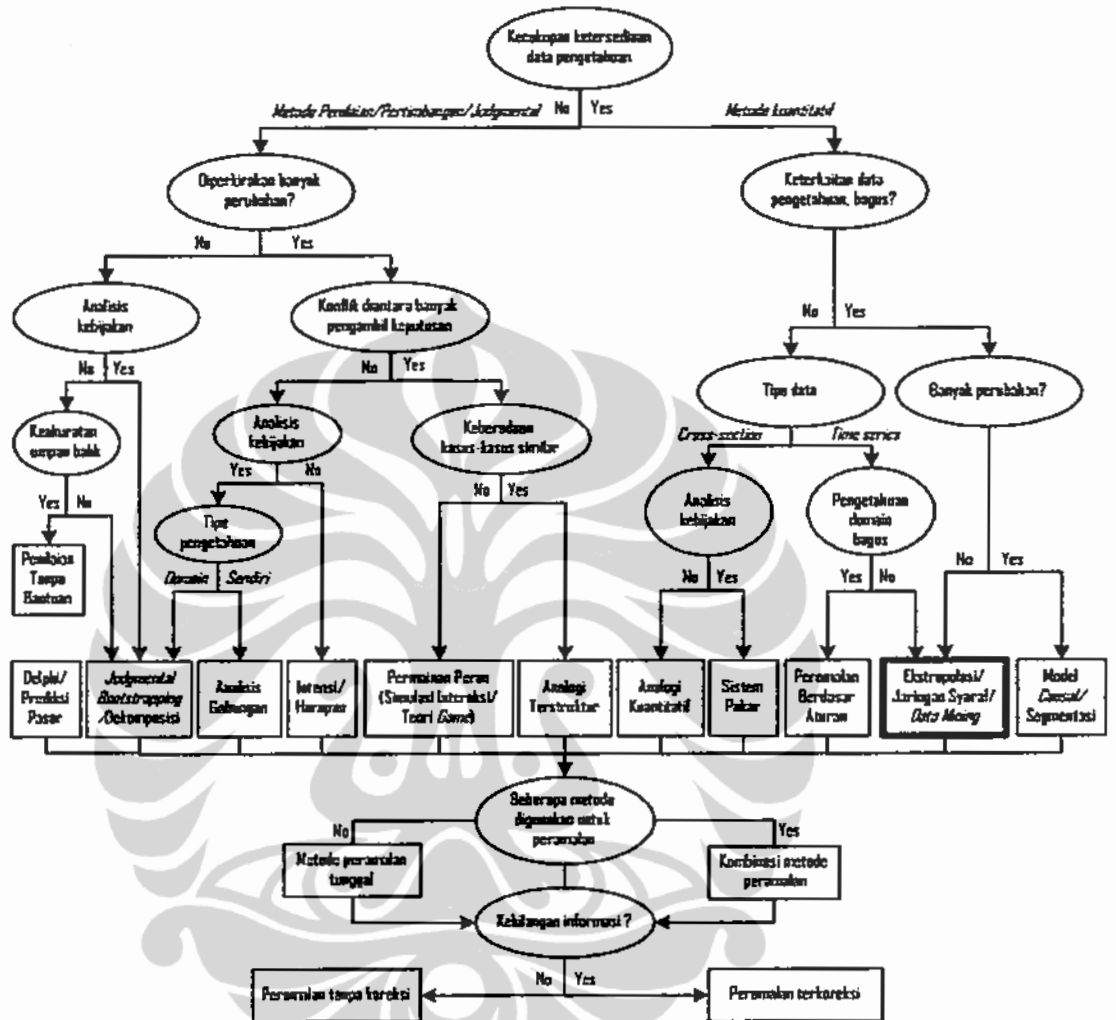 Kecukupan ketersediaan
data pengetahuan
No Yes
Metode Penilaian/Pertimbangan/Judgmental
Metode kuantitatif
Diperkirakan banyak
perubahan?
Keterkaitan data
pengetahuan, bagus?
No Yes
No Yes
Analisis
kebijakan
Konflik diantara banyak
pengambil keputusan
No Yes
No Yes
Tipe data
Banyak perubahan?
Keakuratan
umpan balik
Analisis
kebijakan
Keberadaan
kasus-kasus similar
Cross-section
Time series
Yes No
Yes No
No Yes
Analisis
kebijakan
Pengetahuan
domain
bagus
Tipe
pengetahuan
Penilaian
Tanpa
Bantuan
Domain Sendiri
No Yes
Yes No
No Yes
Delphi/
Prediksi
Pasar
Judgmental
Bootstrapping
/Dekomposisi
Analisis
Gabungan
Intensi/
Harapan
Permainan Peran
(Simulasi Interaksi/
Teori Game)
Analogi
Terstruktur
Analogi
Kuantitatif
Sistem
Pakar
Peramalan
Berdasar
Aturan
Ekstrapolasi/
Jaringan Syaraf/
Data Mining
Model
Causal/
Segmentasi
Beberapa metode
digunakan untuk
peramalan
No
Yes
Metode peramalan
tunggal
Kombinasi metode
peramalan
Kehilangan informasi ?
No Yes
Peramalan tanpa koreksi
Peramalan terkoreksi